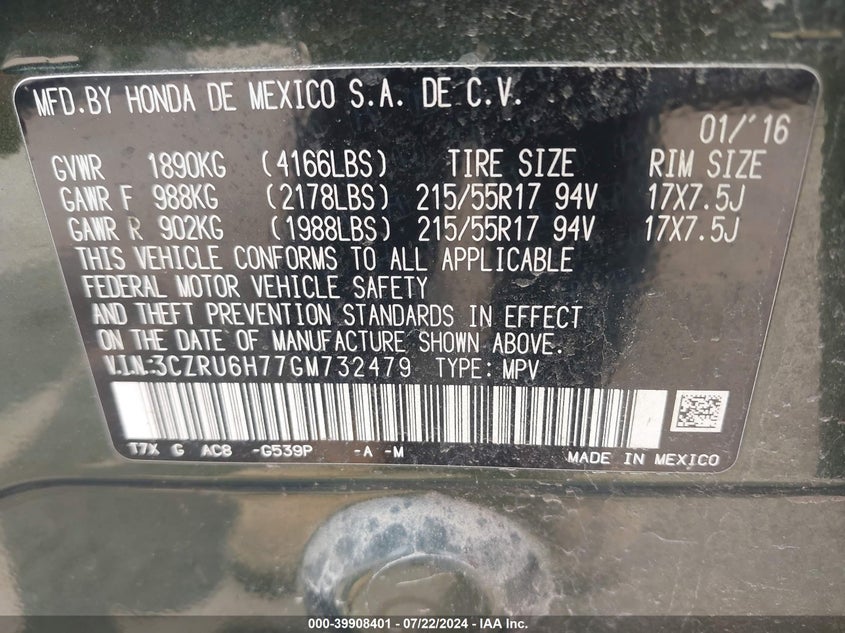 MFD.BY HONDA DE MEXICO S.A. DE C.V.
01/'16
GVWR 1890KG (4166LBS) TIRE SIZE RIM SIZE
GAWR F 988KG (2178LBS) 215/55R17 94V 17X7.5J
GAWR R 902KG (1988LBS) 215/55R17 94V 17X7.5J
THIS VEHICLE CONFORMS TO ALL APPLICABLE
FEDERAL MOTOR VEHICLE SAFETY
AND THEFT PREVENTION STANDARDS IN EFFECT
ON THE DATE OF MANUFACTURE SHOWN ABOVE.
V.I.N:3CZRU6H77GM732479 TYPE: MPV
T7X G AC8 -G539P -A -M
MADE IN MEXICO
000-39908401 - 07/22/2024 - IAA Inc.